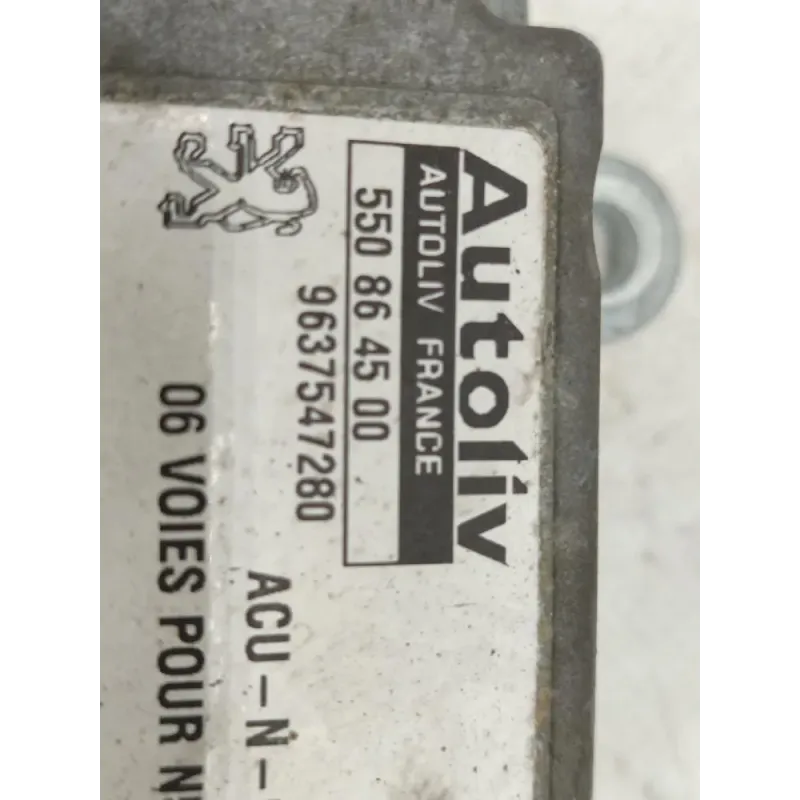 Autoliv
AUTOLIV FRANCE
550 86 45 00
9637547280
ACU-N-
06 VOIES POUR